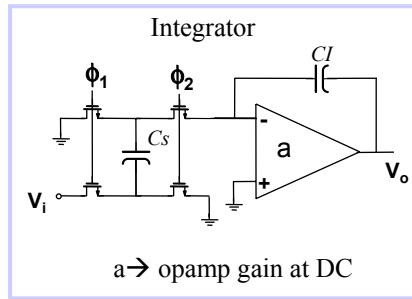 Integrator
CI
ϕ1 ϕ2
-
Cs
a
+
Vi
Vo
a→ opamp gain at DC